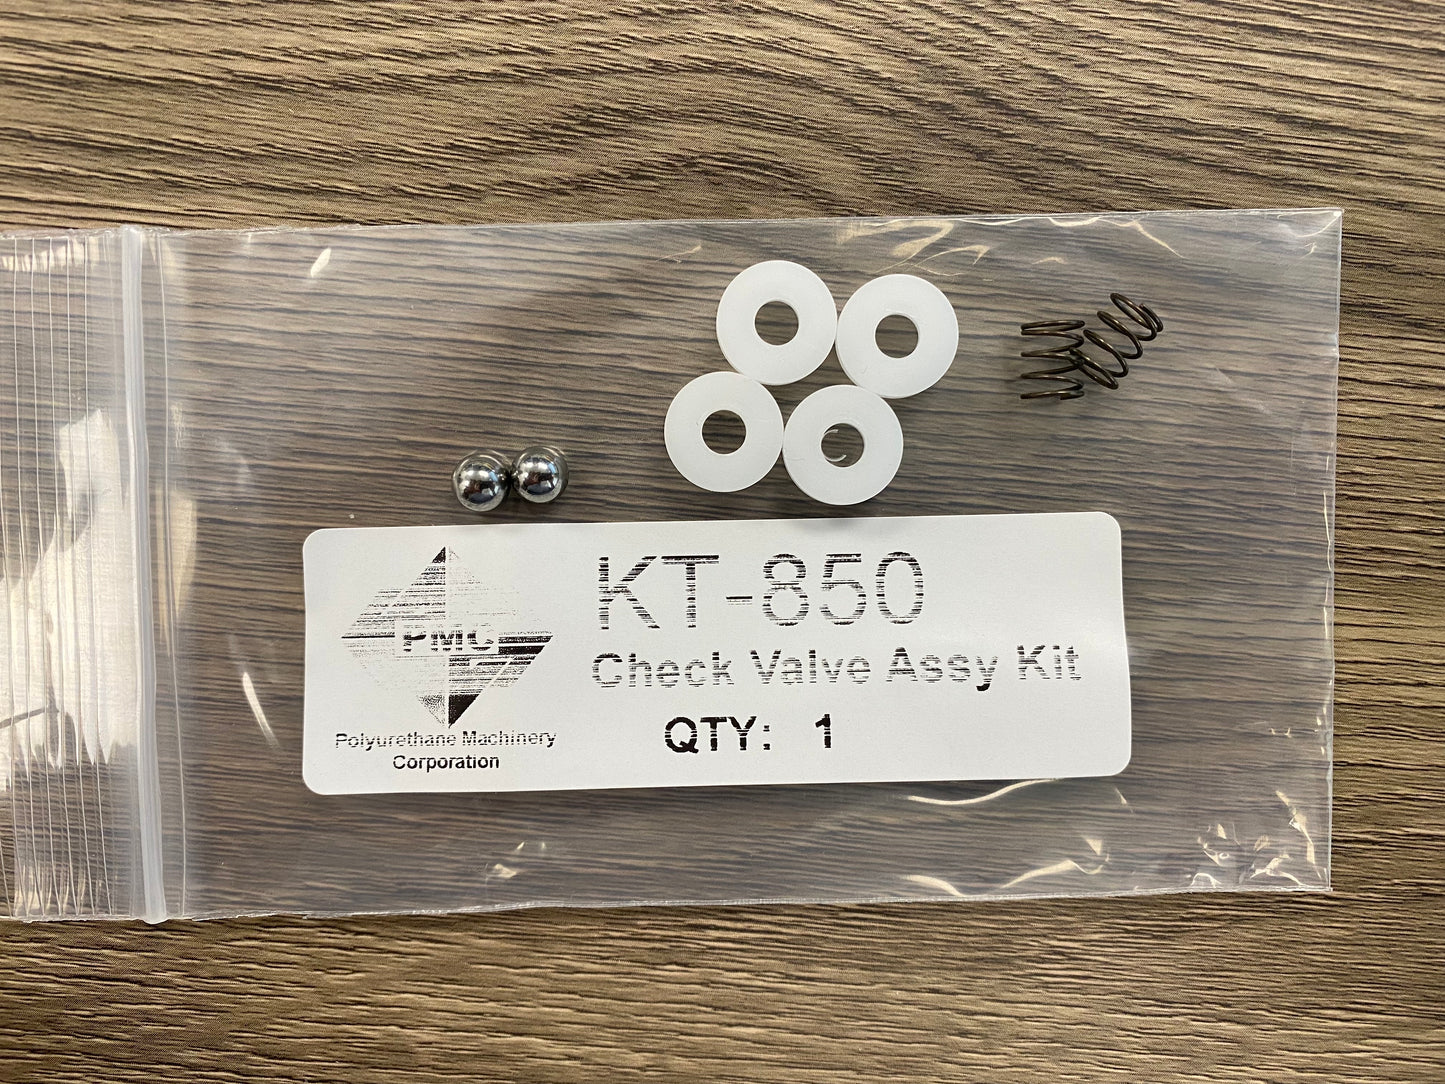 PMC
Polyurethane Machinery
Corporation
KT-850
Check Valve Assy Kit
QTY: 1